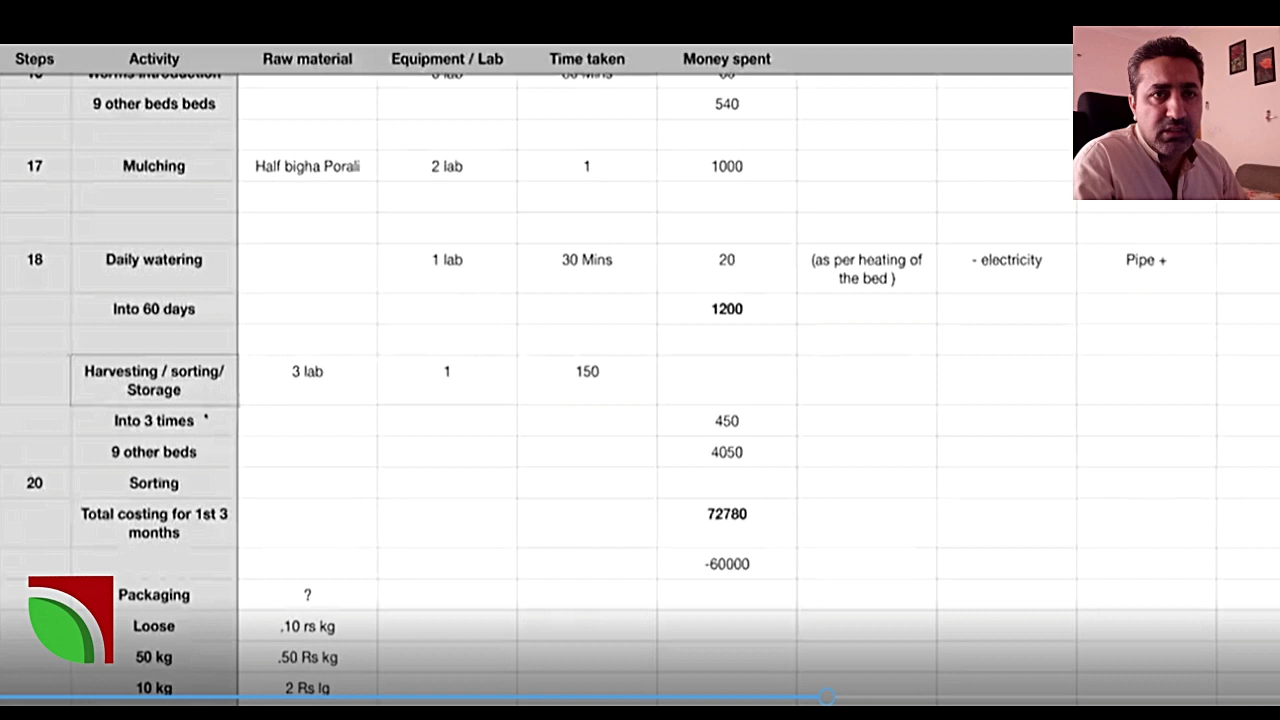 Steps Activity Raw material Equipment / Lab Time taken Money spent
9 other beds beds 540
17 Mulching Half bigha Porali 2 lab 1 1000
18 Daily watering 1 lab 30 Mins 20 (as per heating of the bed ) - electricity Pipe +
Into 60 days 1200
Harvesting / sorting/ Storage 3 lab 1 150
Into 3 times 450
9 other beds 4050
20 Sorting
Total costing for 1st 3 months 72780
-60000
Packaging ?
Loose .10 rs kg
50 kg .50 Rs kg
10 kg 2 Rs